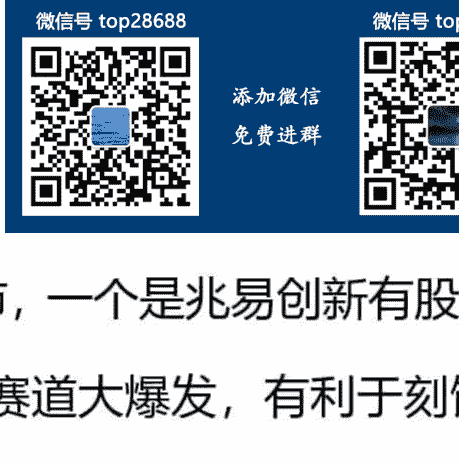 微信号 top28688
微信号 to
添加微信
免费进群
，一个是兆易创新有股
赛道大爆发，有利于刻